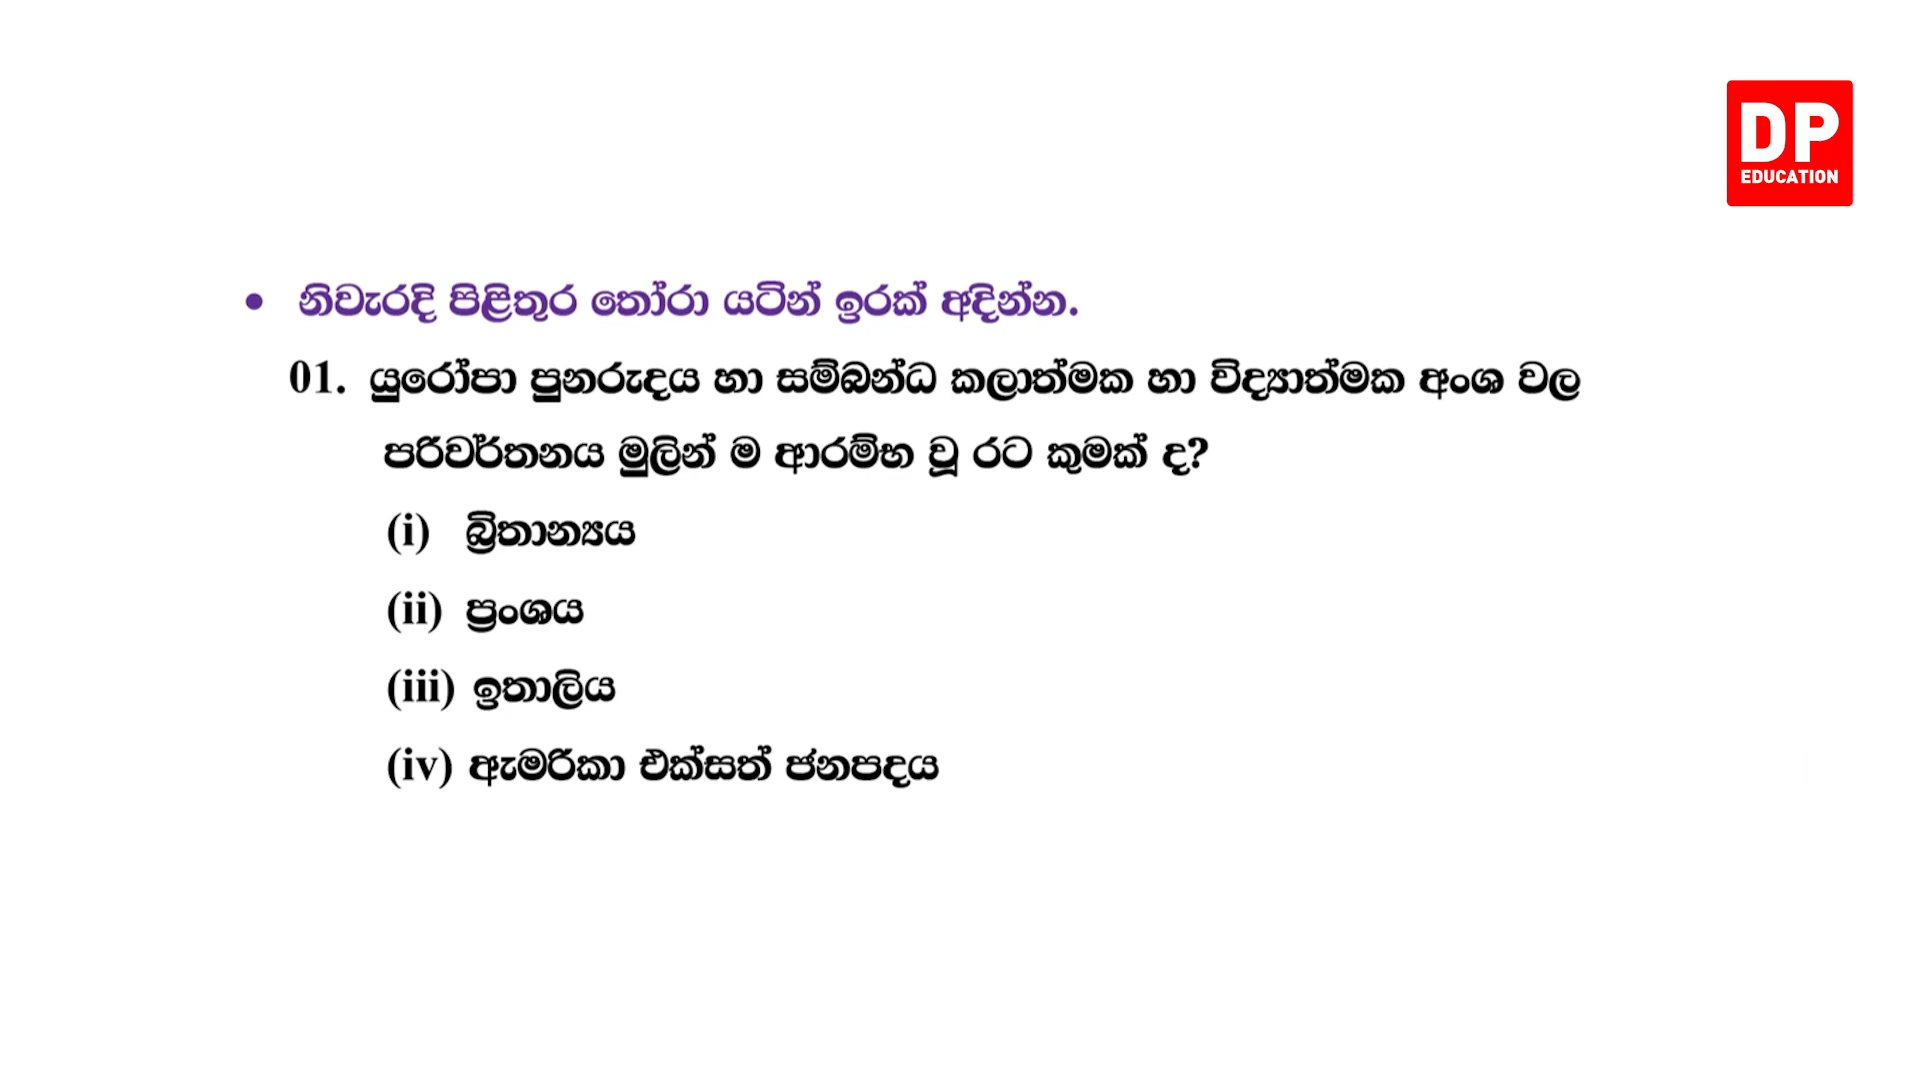 DP
EDUCATION
• නිවැරදි පිළිතුර තෝරා යටින් ඉරක් අදින්න.
01. යුරෝපා පුනරුදය හා සම්බන්ධ කලාත්මක හා විද්‍යාත්මක අංශ වල
පරිවර්තනය මුලින් ම ආරම්භ වූ රට කුමක් ද?
(i) බ්‍රිතාන්‍යය
(ii) ප්‍රංශය
(iii) ඉතාලිය
(iv) ඇමරිකා එක්සත් ජනපදය